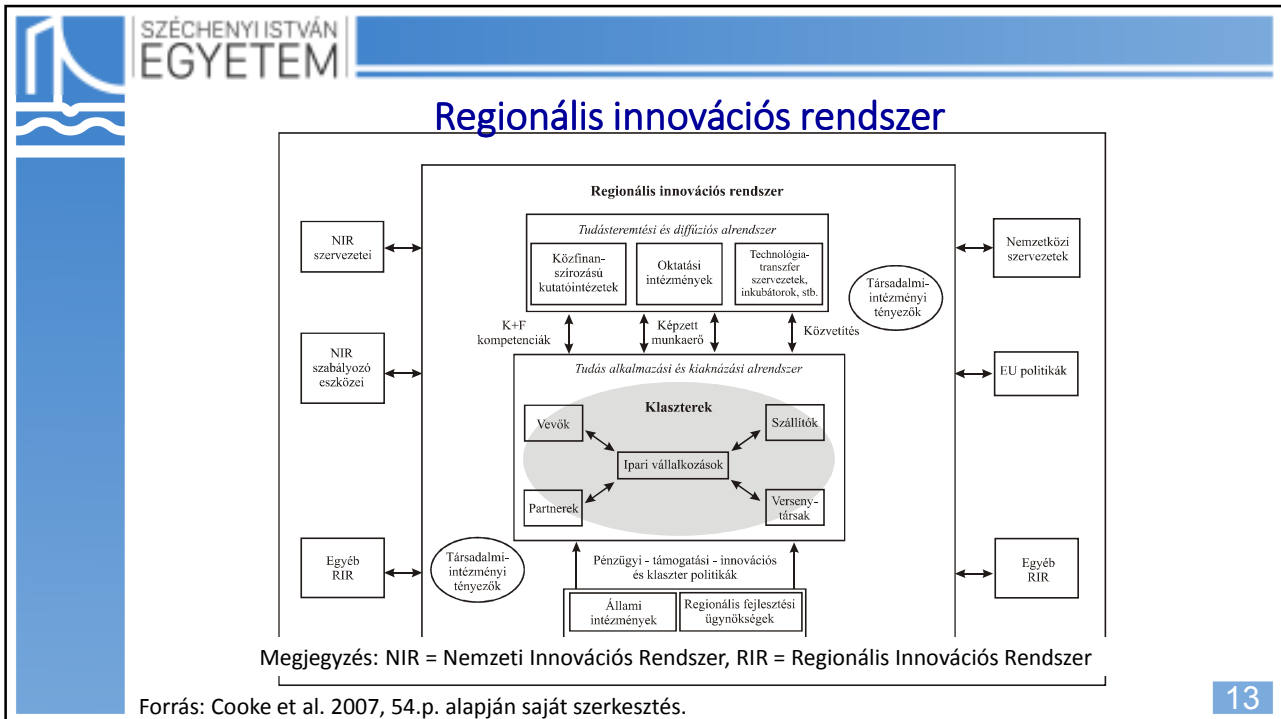 SZÉCHENYI ISTVÁN
EGYETEM
Regionális innovációs rendszer
Regionális innovációs rendszer
Tudásteremtési és diffúziós alrendszer
Közfinan-
szírozású
kutatóintézetek
Oktatási
intézmények
Technológia-
transzfer
szervezetek,
inkubátorok, stb.
NIR
szervezetei
Nemzetközi
szervezetek
Társadalmi-
intézményi
tényezők
K+F
kompetenciák
Képzett
munkaerő
Közvetítés
NIR
szabályozó
eszközei
Tudás alkalmazási és kiaknázási alrendszer
EU politikák
Klaszterek
Vevők
Szállítók
Ipari vállalkozások
Partnerek
Verseny-
társak
Egyéb
RIR
Társadalmi-
intézményi
tényezők
Pénzügyi - támogatási - innovációs
és klaszter politikák
Egyéb
RIR
Állami
intézmények
Regionális fejlesztési
ügynökségek
Megjegyzés: NIR = Nemzeti Innovációs Rendszer, RIR = Regionális Innovációs Rendszer
Forrás: Cooke et al. 2007, 54.p. alapján saját szerkesztés.
13